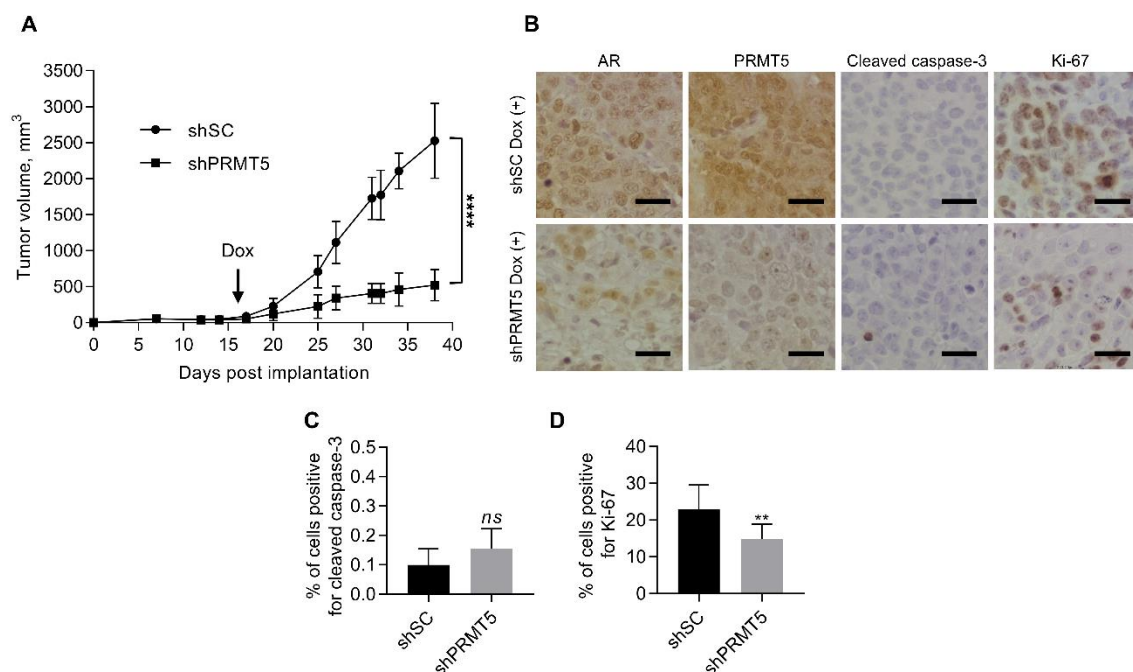 A
3500
3000
2500
2000
1500
1000
500
0
Tumor volume, mm³
shSC
shPRMT5
Dox
****
0 5 10 15 20 25 30 35 40
Days post implantation
B
AR PRMT5 Cleaved caspase-3 Ki-67
shSC Dox (+)
shPRMT5 Dox (+)
C
% of cells positive
for cleaved caspase-3
0.5
0.4
0.3
0.2
0.1
0.0
ns
shSC
shPRMT5
D
% of cells positive
for Ki-67
40
30
20
10
0
**
shSC
shPRMT5